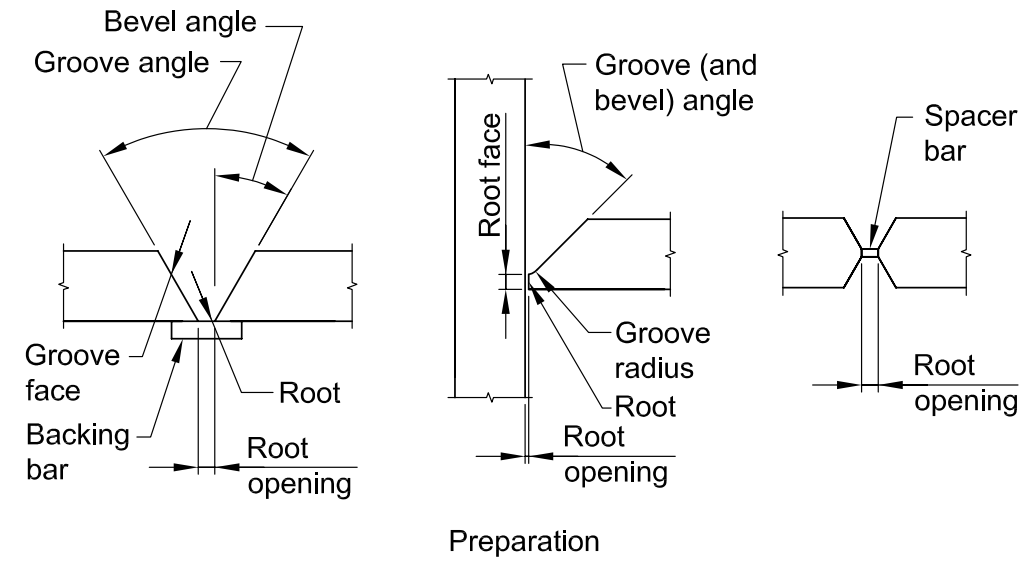 Bevel angle
Groove angle
Groove
face
Backing
bar
Root
Root
opening
Groove (and
bevel) angle
Root face
Groove
radius
Root
Root
opening
Spacer
bar
Root
opening
Preparation